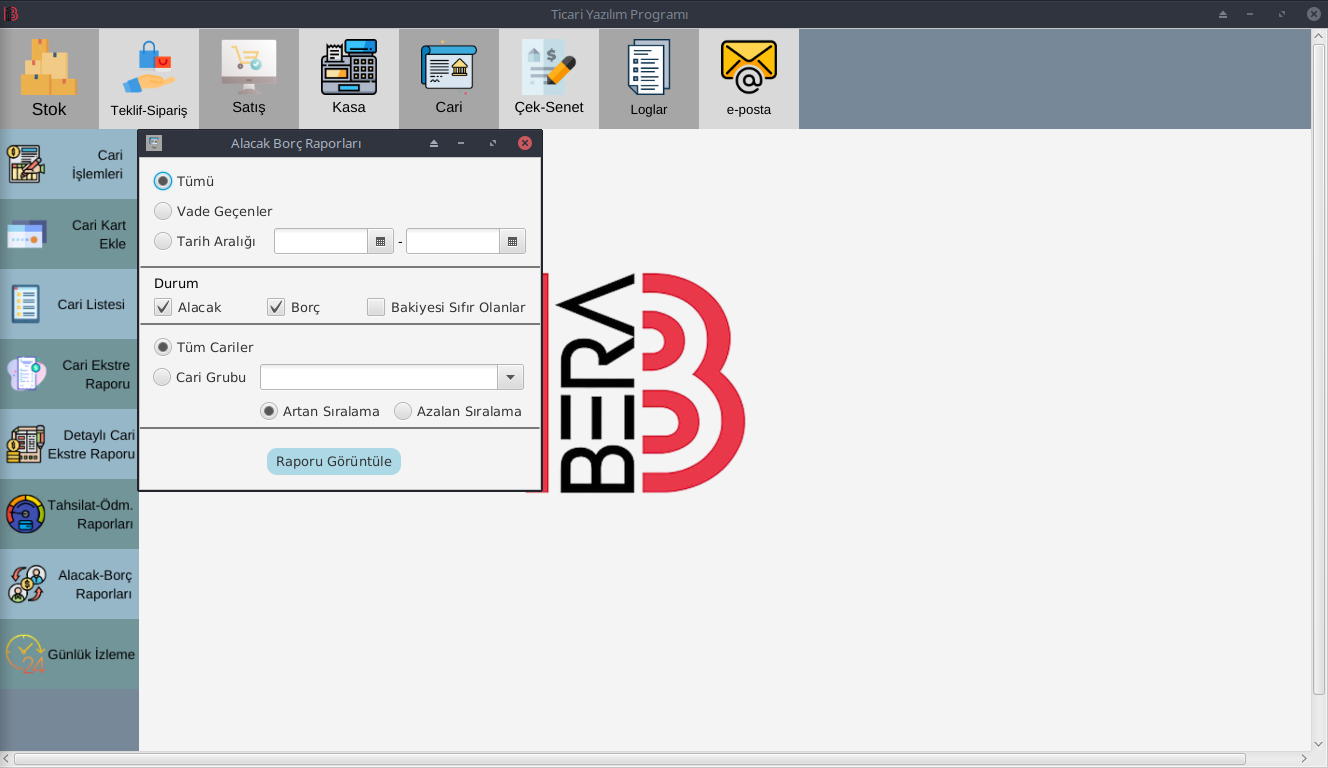 Ticari Yazılım Programı
Stok
Teklif-Sipariş
Satış
Kasa
Cari
Çek-Senet
Loglar
e-posta
Cari
İşlemleri
Cari Kart
Ekle
Cari Listesi
Cari Ekstre
Raporu
Detaylı Cari
Ekstre Raporu
Tahsilat-Ödm.
Raporları
Alacak-Borç
Raporları
24
Günlük İzleme
Alacak Borç Raporları
Tümü
Vade Geçenler
Tarih Aralığı -
Durum
Alacak Borç Bakiyesi Sıfır Olanlar
Tüm Cariler
Cari Grubu
Artan Sıralama Azalan Sıralama
Raporu Görüntüle
BERA